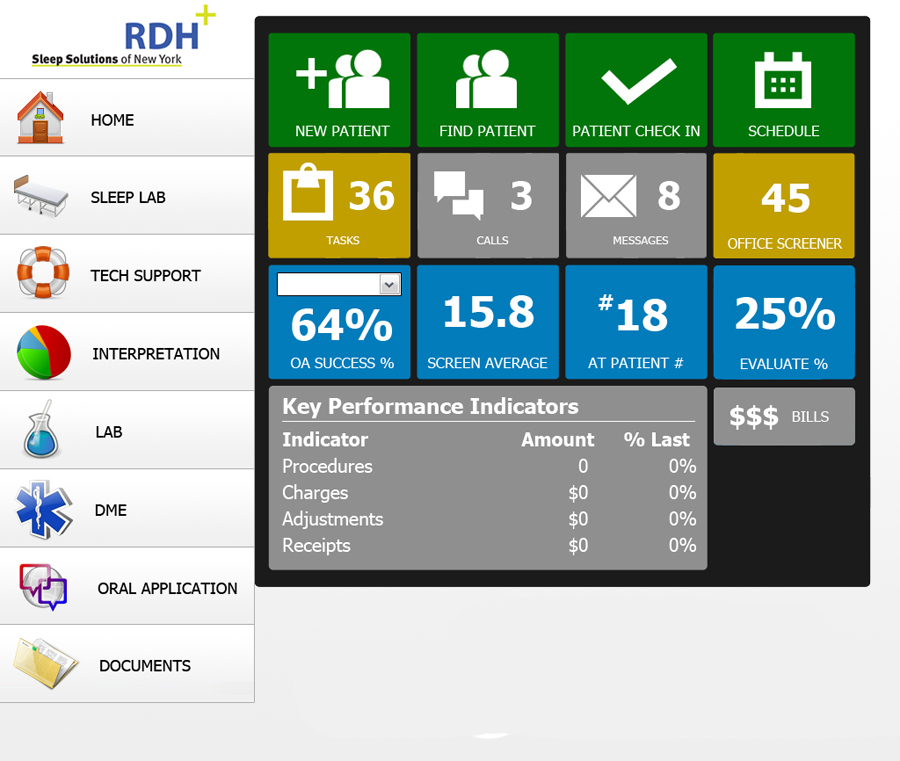 RDH+
Sleep Solutions of New York
HOME
SLEEP LAB
TECH SUPPORT
INTERPRETATION
LAB
DME
ORAL APPLICATION
DOCUMENTS
NEW PATIENT
FIND PATIENT
PATIENT CHECK IN
SCHEDULE
36
TASKS
3
CALLS
8
MESSAGES
45
OFFICE SCREENER
64%
OA SUCCESS %
15.8
SCREEN AVERAGE
#18
AT PATIENT #
25%
EVALUATE %
Key Performance Indicators
Indicator Amount % Last
Procedures 0 0%
Charges $0 0%
Adjustments $0 0%
Receipts $0 0%
$$$ BILLS